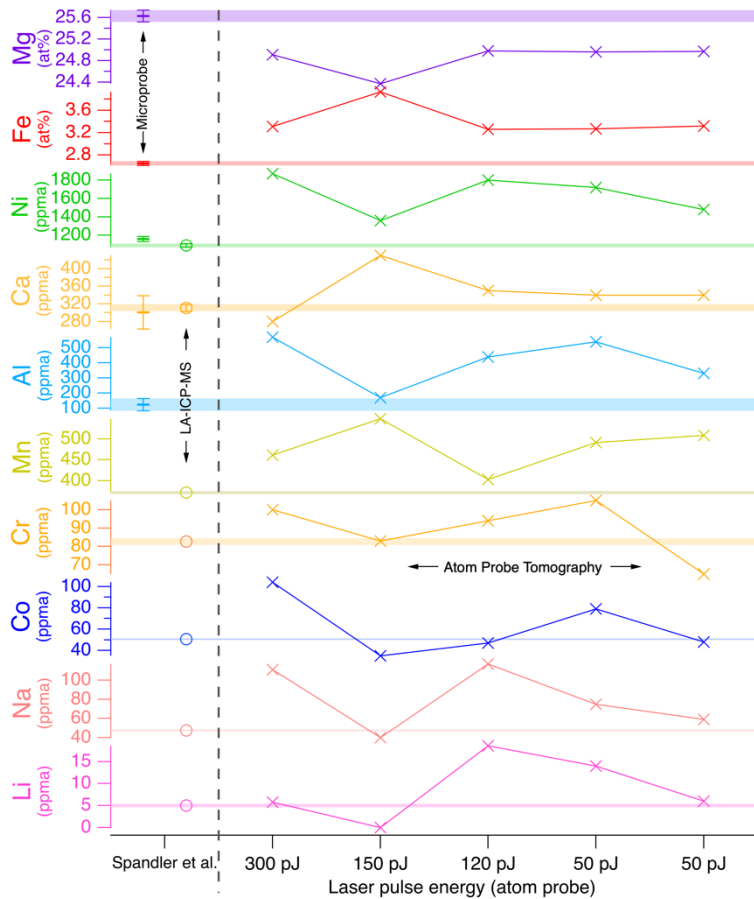 Mg
(at%)
25.6
25.2
24.8
24.4
Microprobe
Fe
(at%)
3.6
3.2
2.8
Ni
(ppma)
1800
1600
1400
1200
Ca
(ppma)
400
360
320
280
Al
(ppma)
500
400
300
200
100
LA-ICP-MS
Mn
(ppma)
500
450
400
Cr
(ppma)
100
90
80
70
Atom Probe Tomography
Co
(ppma)
100
80
60
40
Na
(ppma)
100
80
60
40
Li
(ppma)
15
10
5
0
Spandler et al. 300 pJ 150 pJ 120 pJ 50 pJ 50 pJ
Laser pulse energy (atom probe)